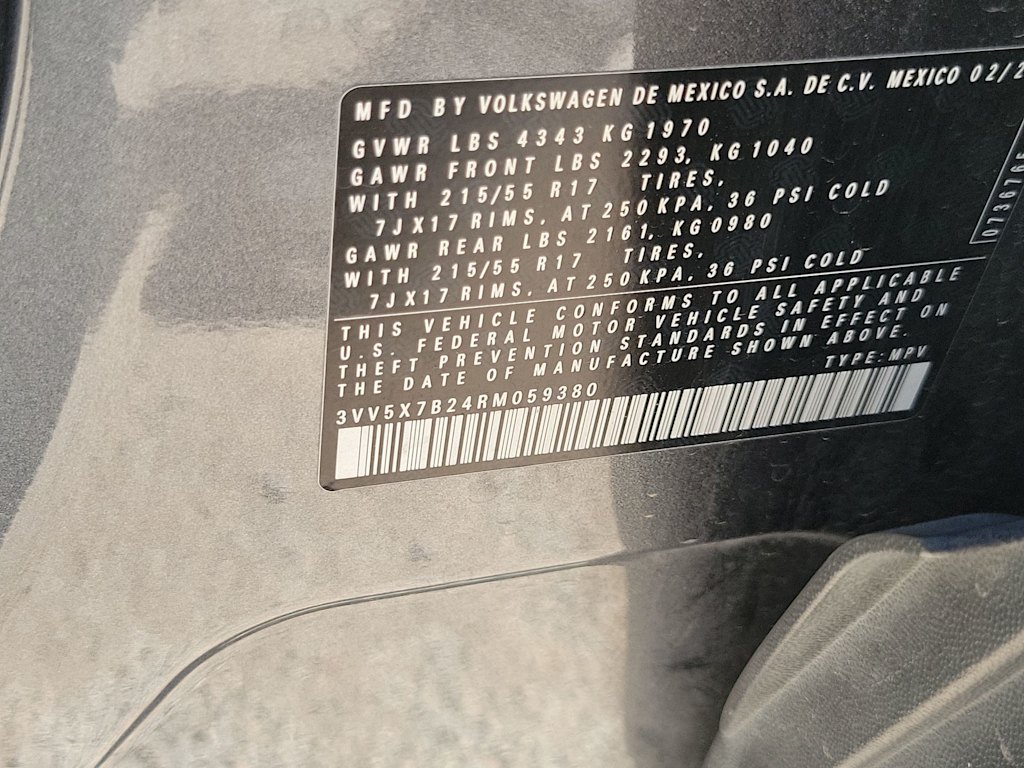 MFD BY VOLKSWAGEN DE MEXICO S.A. DE C.V. MEXICO 02/2
GVWR LBS 4343 KG 1970
GAWR FRONT LBS 2293, KG 1040
WITH 215/55 R17 TIRES,
7JX17 RIMS, AT 250 KPA, 36 PSI COLD
GAWR REAR LBS 2161, KG 0980
WITH 215/55 R17 TIRES,
7JX17 RIMS, AT 250 KPA, 36 PSI COLD
THIS VEHICLE CONFORMS TO ALL APPLICABLE
U.S. FEDERAL MOTOR VEHICLE SAFETY AND
THEFT PREVENTION STANDARDS IN EFFECT ON
THE DATE OF MANUFACTURE SHOWN ABOVE.
TYPE: MPV
3VV5X7B24RM059380